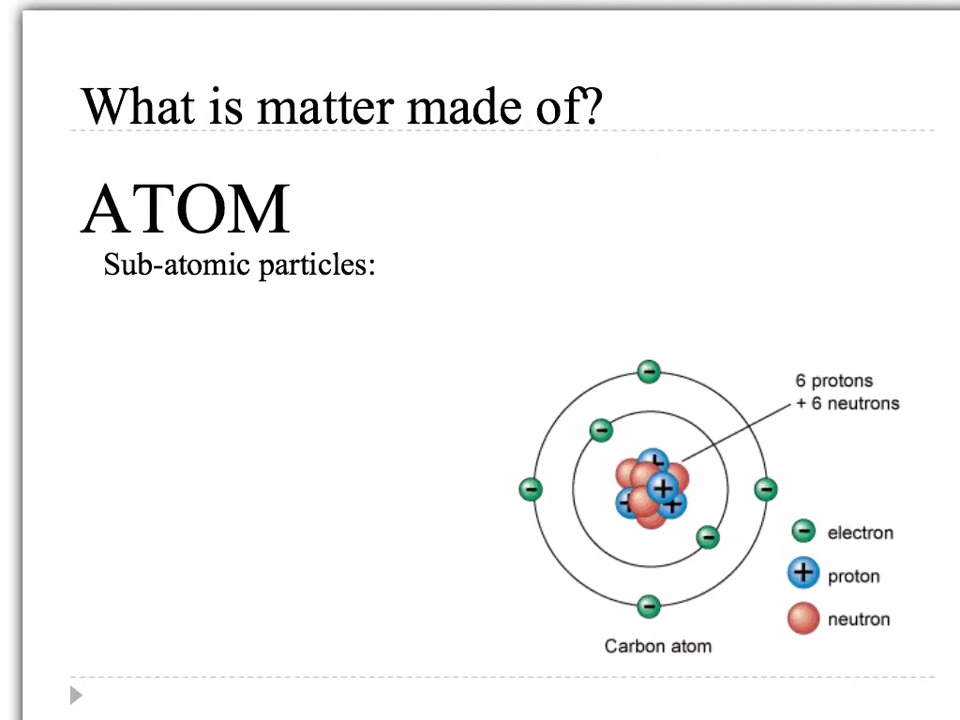 What is matter made of?
ATOM
Sub-atomic particles:
6 protons
+ 6 neutrons
electron
proton
neutron
Carbon atom